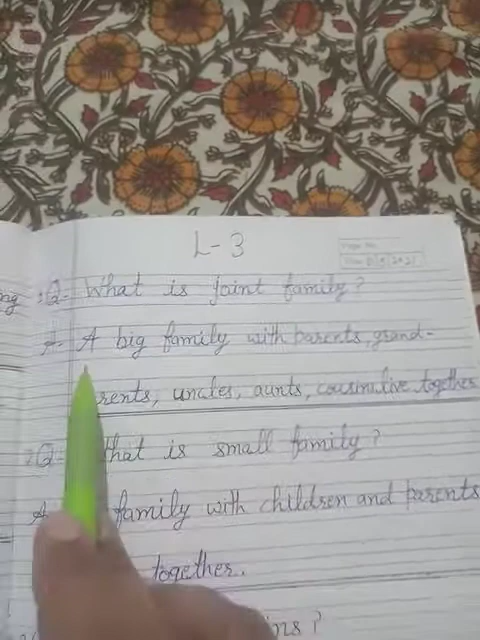 L-3
Q- What is joint family?
A- A big family with parents, grand-
rents, uncles, aunts, cousins live together
2Q- hat is small family?
A family with children and parents
together.
ns?